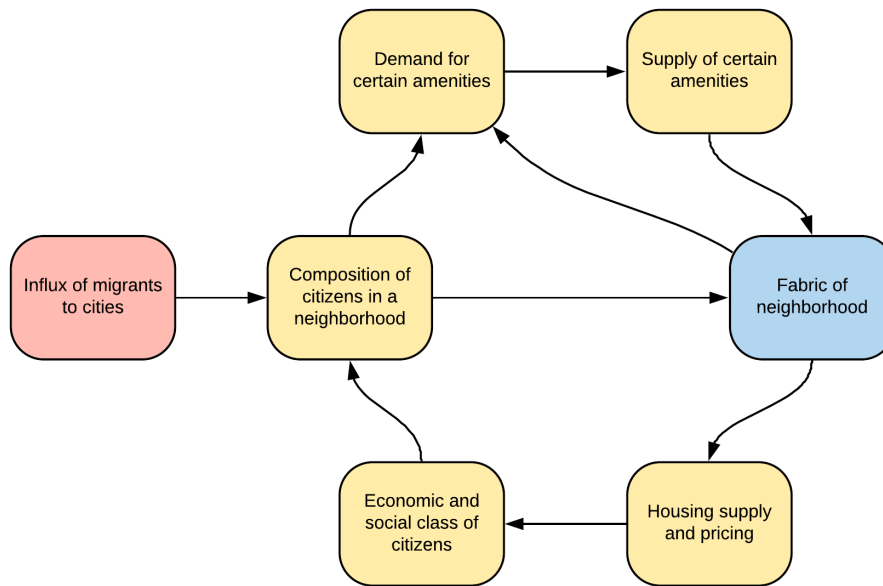 Demand for
certain amenities
Supply of certain
amenities
Influx of migrants
to cities
Composition of
citizens in a
neighborhood
Fabric of
neighborhood
Economic and
social class of
citizens
Housing supply
and pricing